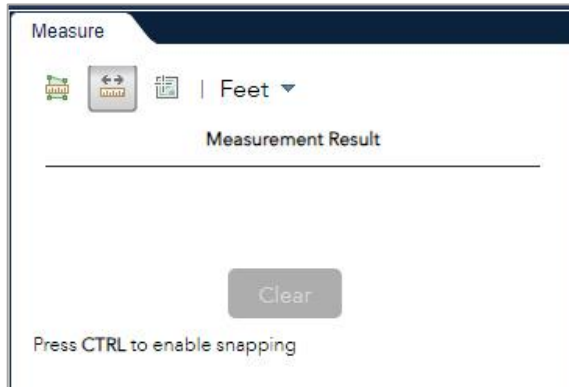 Measure
| Feet
Measurement Result
Clear
Press CTRL to enable snapping